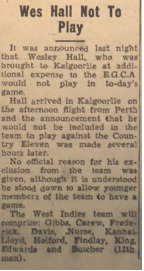 Wes Hall Not To
Play
It was announced last night
that Wesley Hall, who was
brought to Kalgoorlie at add-
itional expense to the E.G.C.A
would not play in to-day's
game.
Hall arrived in Kalgoorlie on
the afternoon flight from Perth
and the announcement that he
would not be included in the
team to play against the Coun-
try Eleven was made several
hours later.
No official reason for his ex-
clusion from the team was
given, although it is understood
he stood down to allow younger
members of the team to have a
game.
The West Indies team will
comprise: Gibbs, Carew, Frede-
rick, Davis, Nurse, Kanhai,
Lloyd, Holford, Findlay, King,
Edwards and Butcher (12th
man).